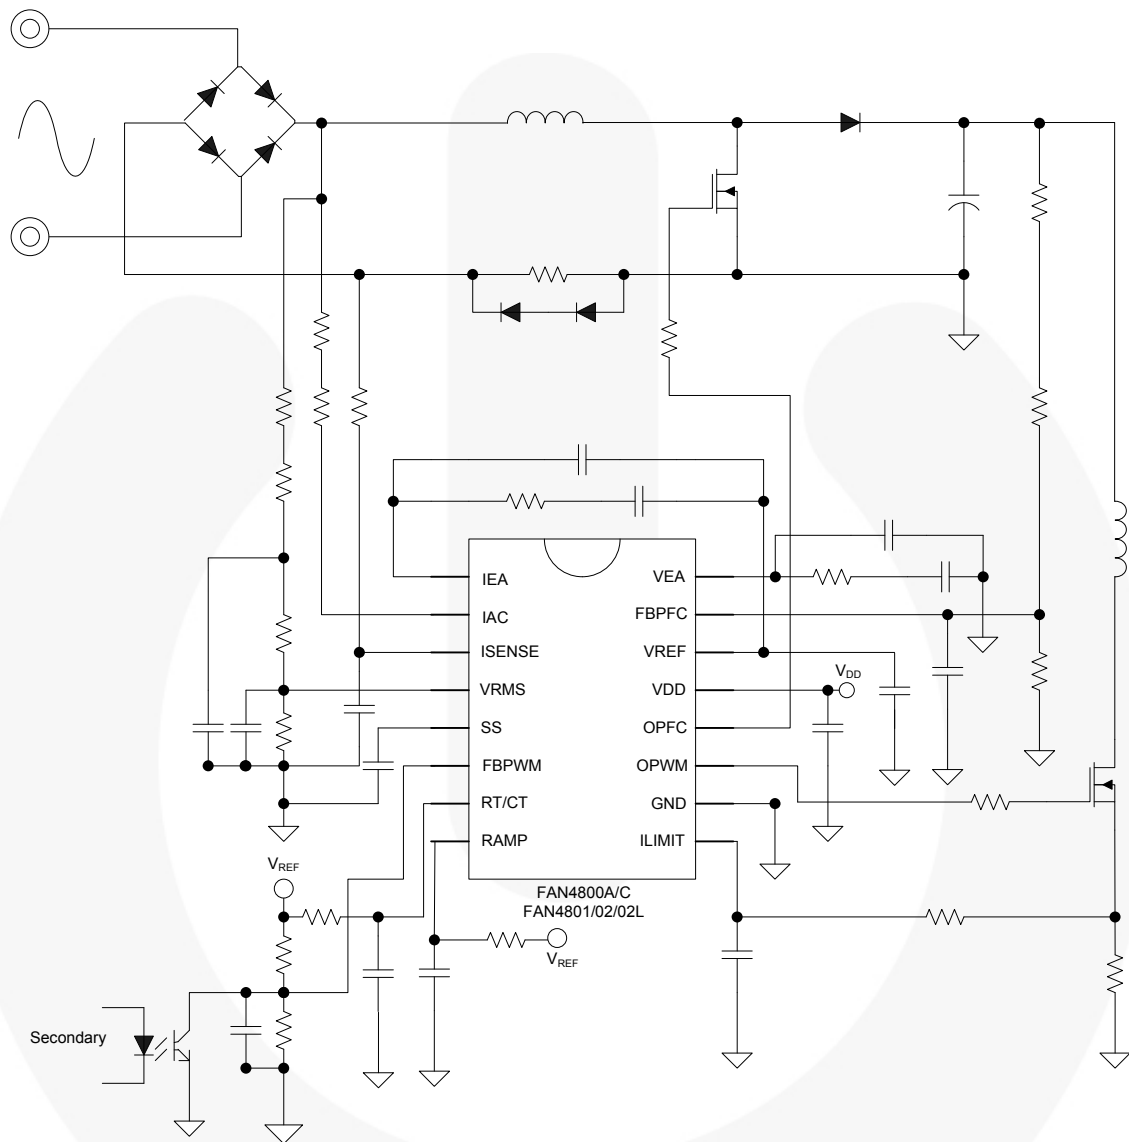 IEA
IAC
ISENSE
VRMS
SS
FBPWM
RT/CT
RAMP
VEA
FBPFC
VREF
VDD
OPFC
OPWM
GND
ILIMIT
VDD
FAN4800A/C
FAN4801/02/02L
VREF
VREF
Secondary